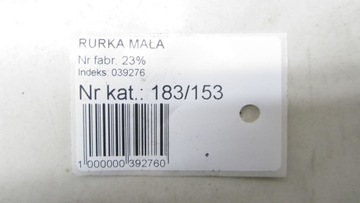 RURKA MAŁA
Nr fabr. 23%
Indeks: 039276
Nr kat.: 183/153
1 000000 392760